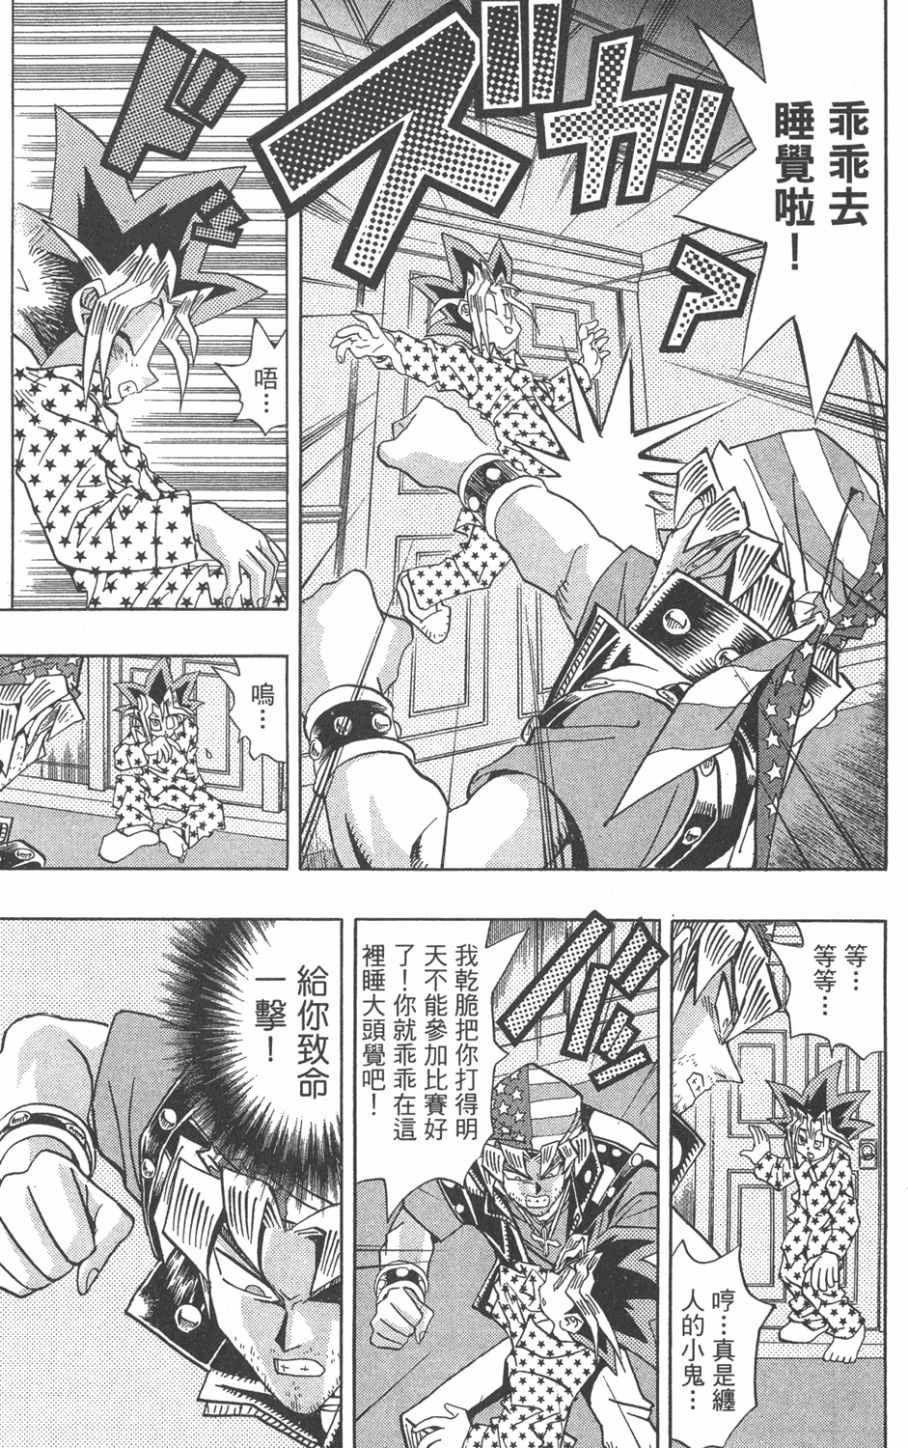 乖乖去
睡覺啦！
ズガガッ
唔…
ドッ
嗚…
等…
等等…
哼…真是纏
人的小鬼…
我乾脆把你打得明
天不能參加比賽好
了！你就乖乖在這
裡睡大頭覺吧！
給你致命
一擊！